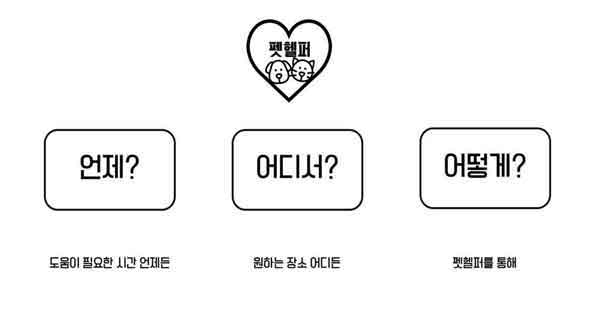 펫헬퍼
언제?
어디서?
어떻게?
도움이 필요한 시간 언제든
원하는 장소 어디든
펫헬퍼를 통해